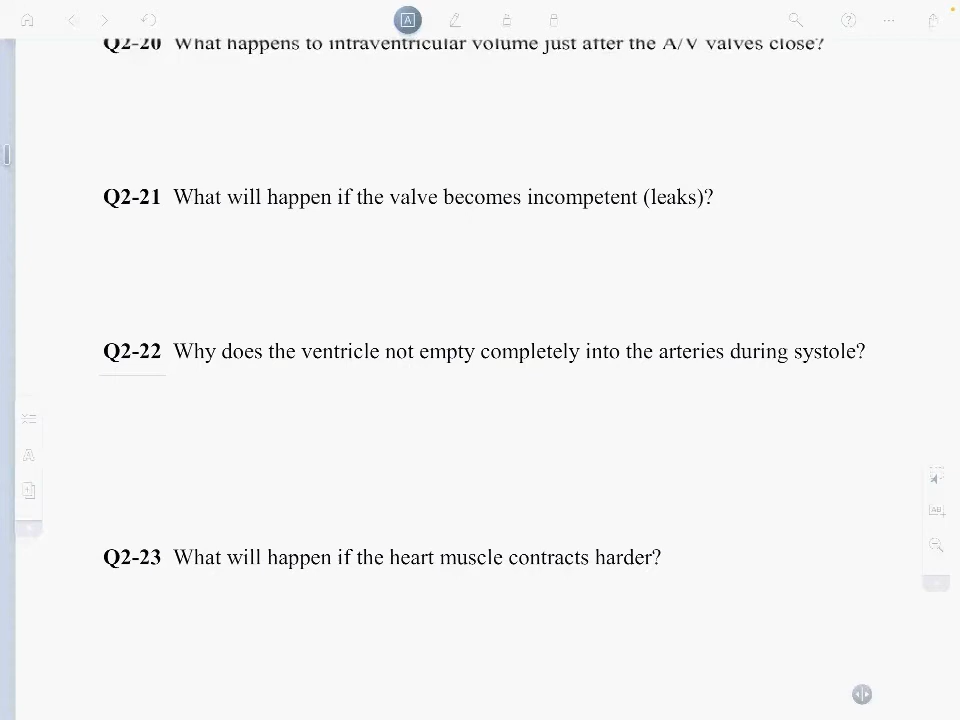 Q2-20 What happens to intraventricular volume just after the A/V valves close?
Q2-21 What will happen if the valve becomes incompetent (leaks)?
Q2-22 Why does the ventricle not empty completely into the arteries during systole?
Q2-23 What will happen if the heart muscle contracts harder?